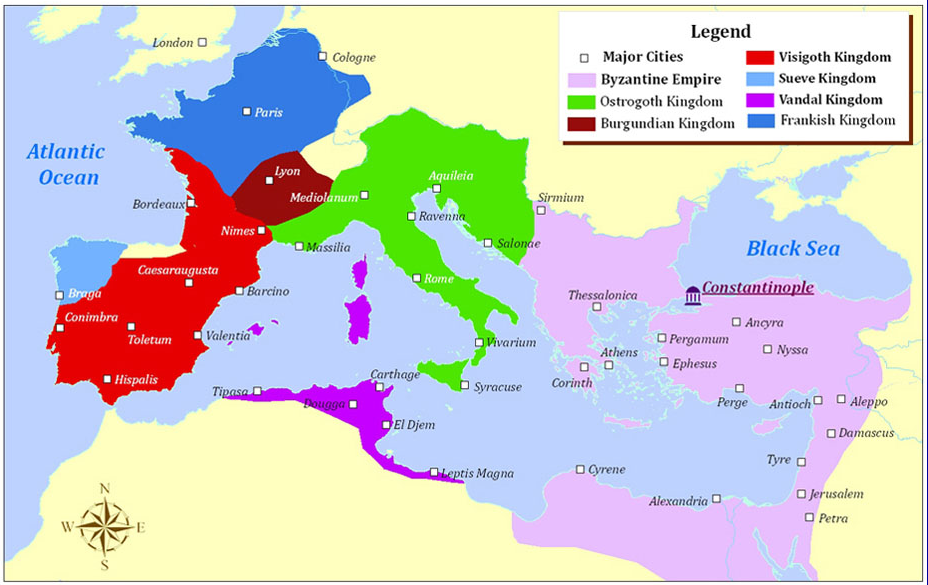 Legend
Major Cities
Byzantine Empire
Ostrogoth Kingdom
Burgundian Kingdom
Visigoth Kingdom
Sueve Kingdom
Vandal Kingdom
Frankish Kingdom
London
Cologne
Paris
Atlantic
Ocean
Lyon
Aquileia
Mediolanum
Sirmium
Bordeaux
Ravenna
Nimes
Massilia
Salonae
Black Sea
Caesaraugusta
Rome
Constantinople
Braga
Barcino
Thessalonica
Conimbra
Toletum
Valentia
Vivarium
Ancyra
Pergamum
Nyssa
Athens
Ephesus
Corinth
Hispalis
Carthage
Syracuse
Tipasa
Dougga
Perge
Antioch
Aleppo
El Djem
Damascus
Tyre
Leptis Magna
Cyrene
Alexandria
Jerusalem
Petra
N
W
E
S